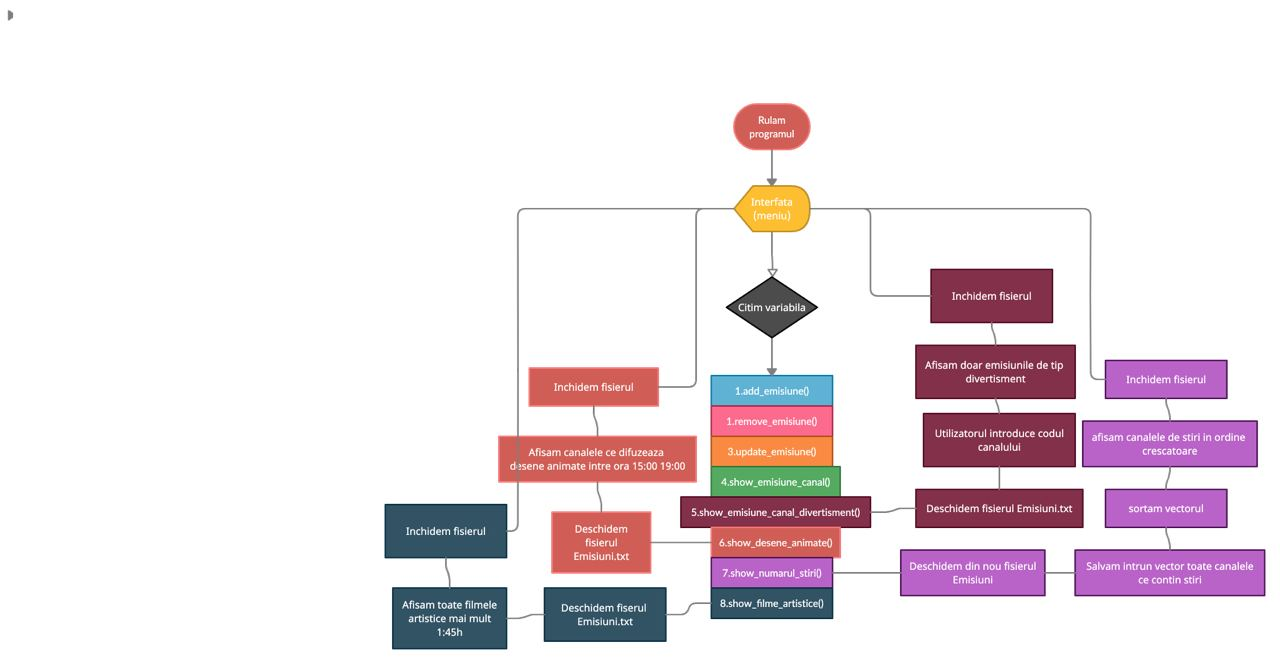 Rulam
programul
Interfata
(meniu)
Citim variabila
1.add_emisiune()
1.remove_emisiune()
3.update_emisiune()
4.show_emisiune_canal()
5.show_emisiune_canal_divertisment()
6.show_desene_animate()
7.show_numarul_stiri()
8.show_filme_artistice()
Inchidem fisierul
Afisam doar emisiunile de tip
divertisment
Utilizatorul introduce codul
canalului
Deschidem fisierul Emisiuni.txt
Inchidem fisierul
afisam canalele de stiri in ordine
crescatoare
sortam vectorul
Salvam intrun vector toate canalele
ce contin stiri
Deschidem din nou fisierul
Emisiuni
Inchidem fisierul
Afisam canalele ce difuzeaza
desene animate intre ora 15:00 19:00
Deschidem
fisierul
Emisiuni.txt
Inchidem fisierul
Afisam toate filmele
artistice mai mult
1:45h
Deschidem fiserul
Emisiuni.txt